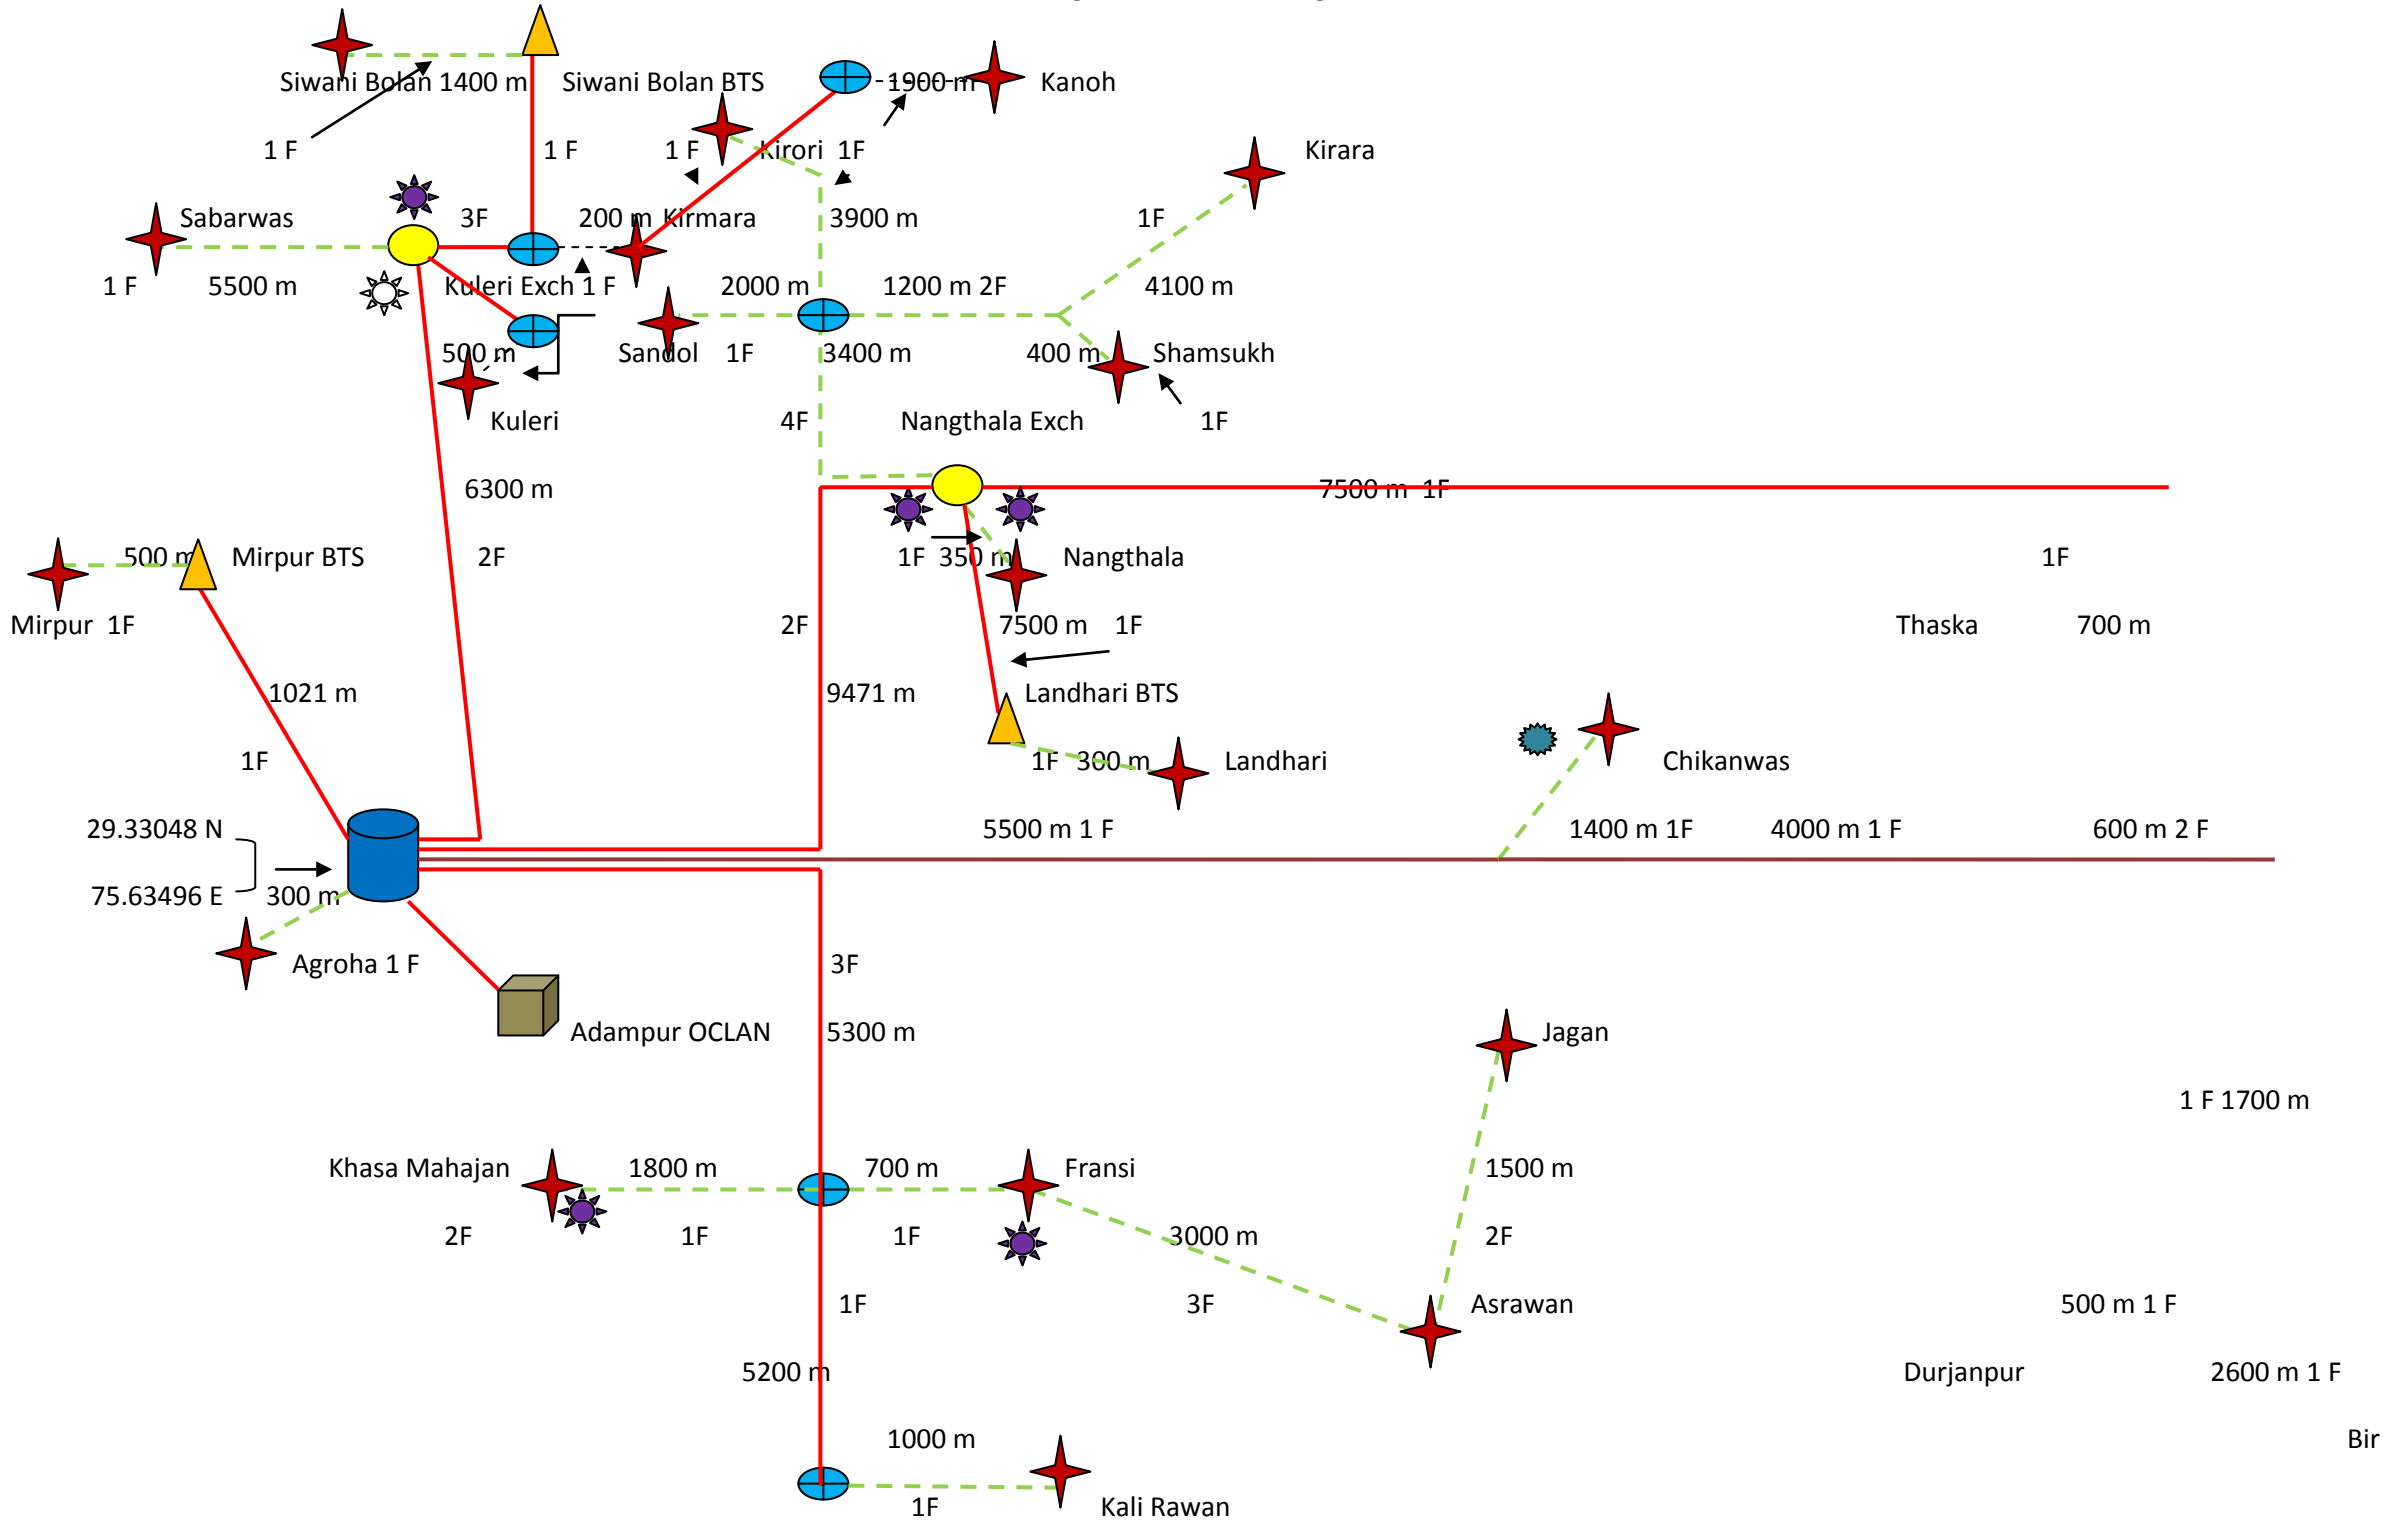 Siwani Bolan 1400 m Siwani Bolan BTS 1900 m Kanoh
1 F 1 F 1 F Kirori 1F Kirara
Sabarwas 3F 200 m Kirmara 3900 m 1F
1 F 5500 m Kuleri Exch 1 F 2000 m 1200 m 2F 4100 m
500 m Sandol 1F 3400 m 400 m Shamsukh
Kuleri 4F Nangthala Exch 1F
6300 m 7500 m 1F
500 m Mirpur BTS 2F 1F 350 m Nangthala 1F
Mirpur 1F 2F 7500 m 1F Thaska 700 m
1021 m 9471 m Landhari BTS
1F 1F 300 m Landhari Chikanwas
29.33048 N 5500 m 1 F 1400 m 1F 4000 m 1 F 600 m 2 F
75.63496 E 300 m
Agroha 1 F 3F
Adampur OCLAN 5300 m Jagan
1 F 1700 m
Khasa Mahajan 1800 m 700 m Fransi 1500 m
2F 1F 1F 3000 m 2F
1F 3F Asrawan 500 m 1 F
5200 m Durjanpur 2600 m 1 F
1000 m Bir
1F Kali Rawan